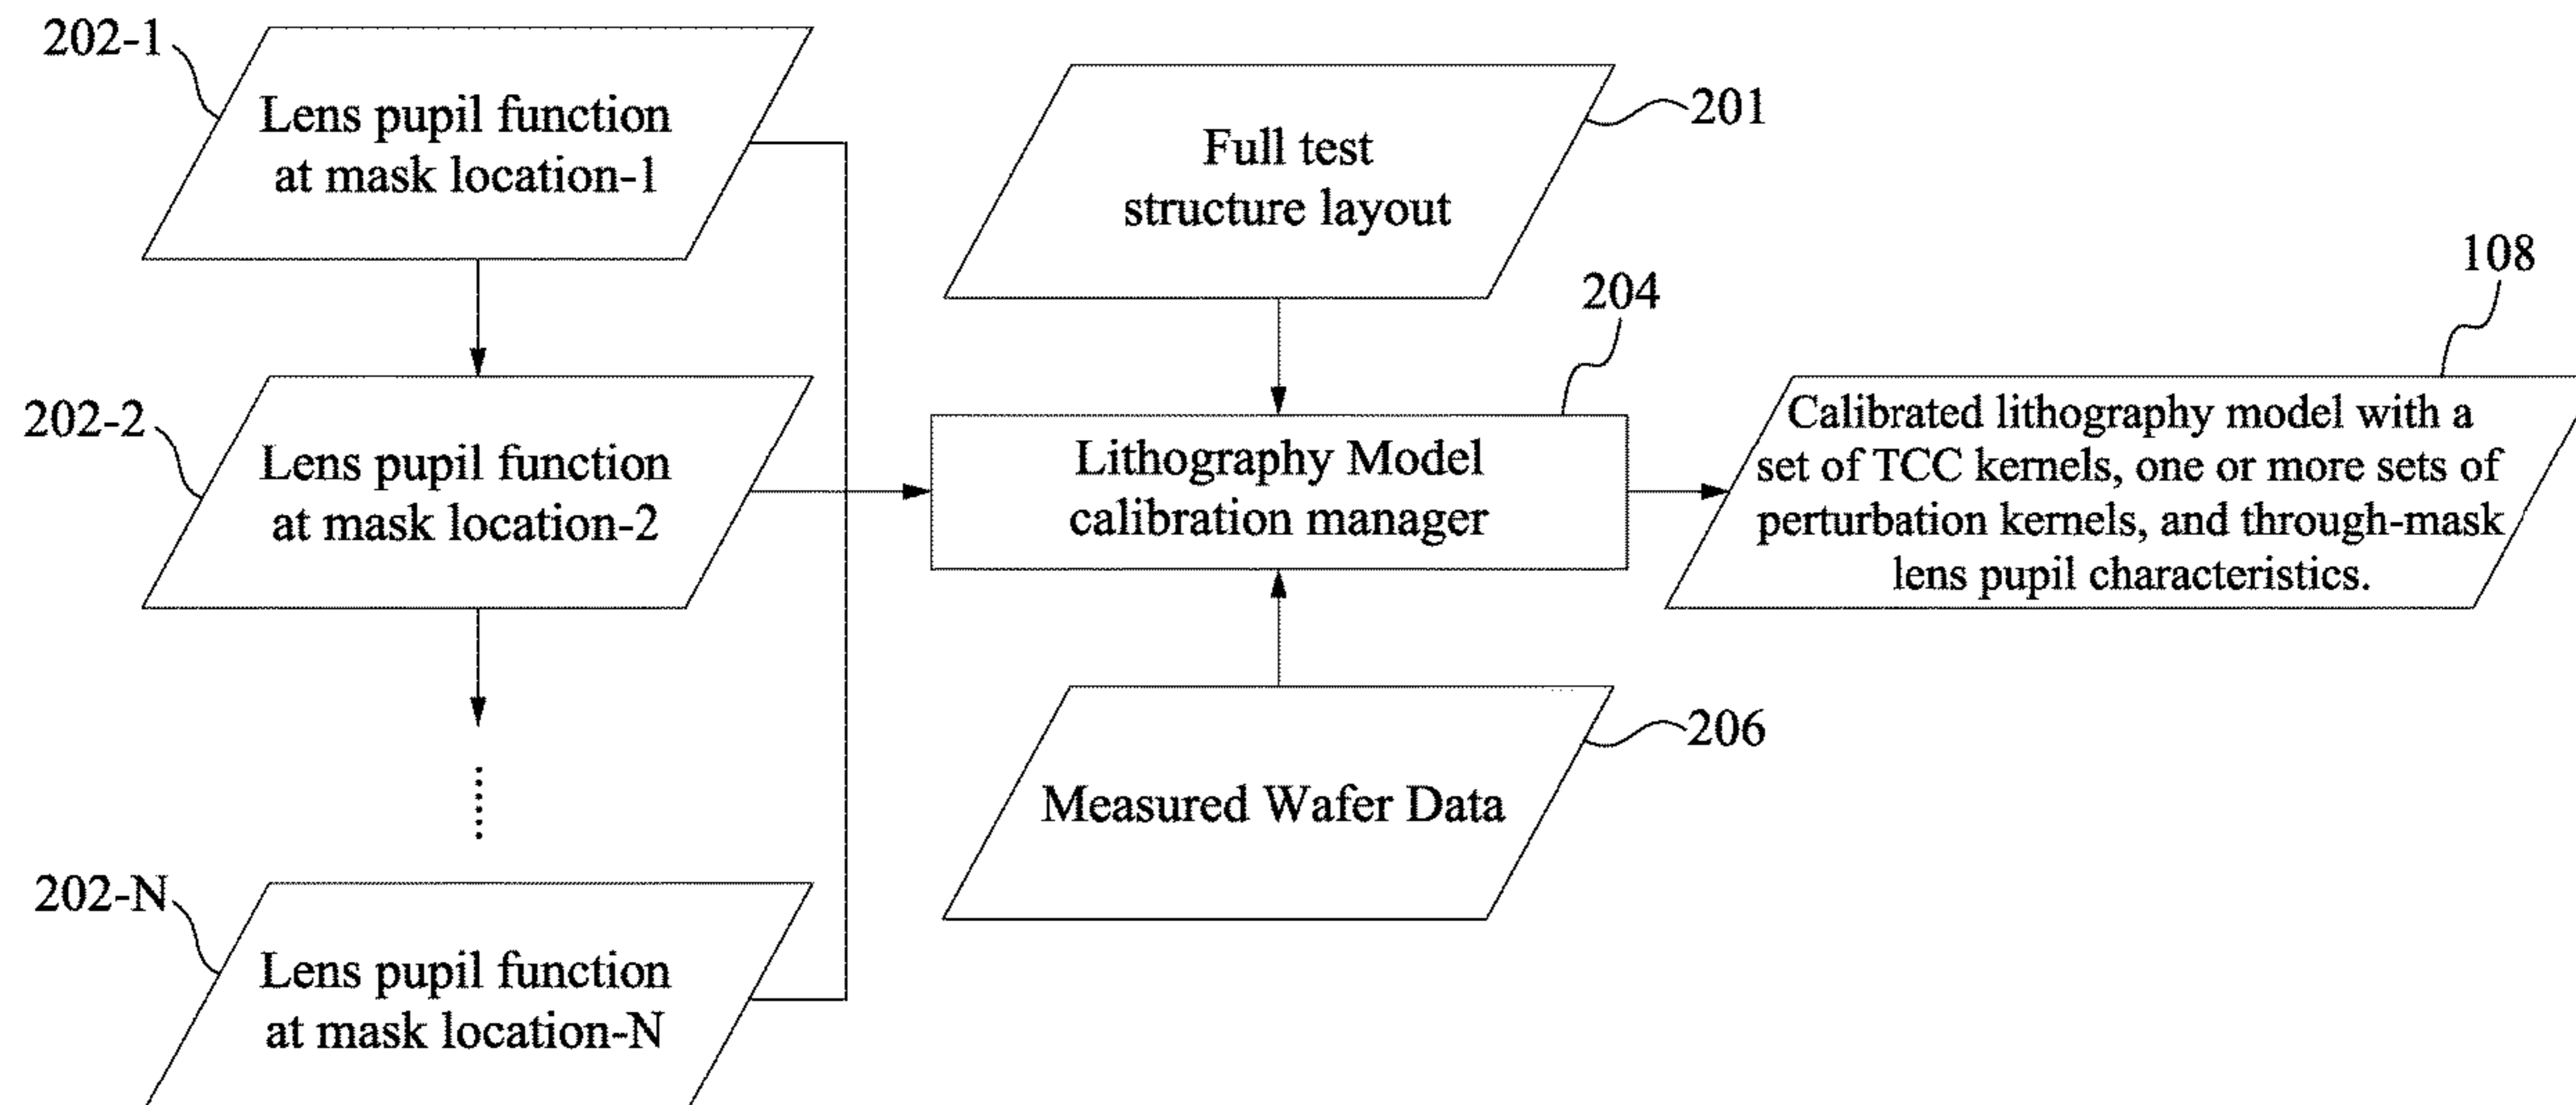 202-1
Lens pupil function
at mask location-1
201
Full test
structure layout
204
108
202-2
Lens pupil function
at mask location-2
Lithography Model
calibration manager
Calibrated lithography model with a
set of TCC kernels, one or more sets of
perturbation kernels, and through-mask
lens pupil characteristics.
206
Measured Wafer Data
202-N
Lens pupil function
at mask location-N